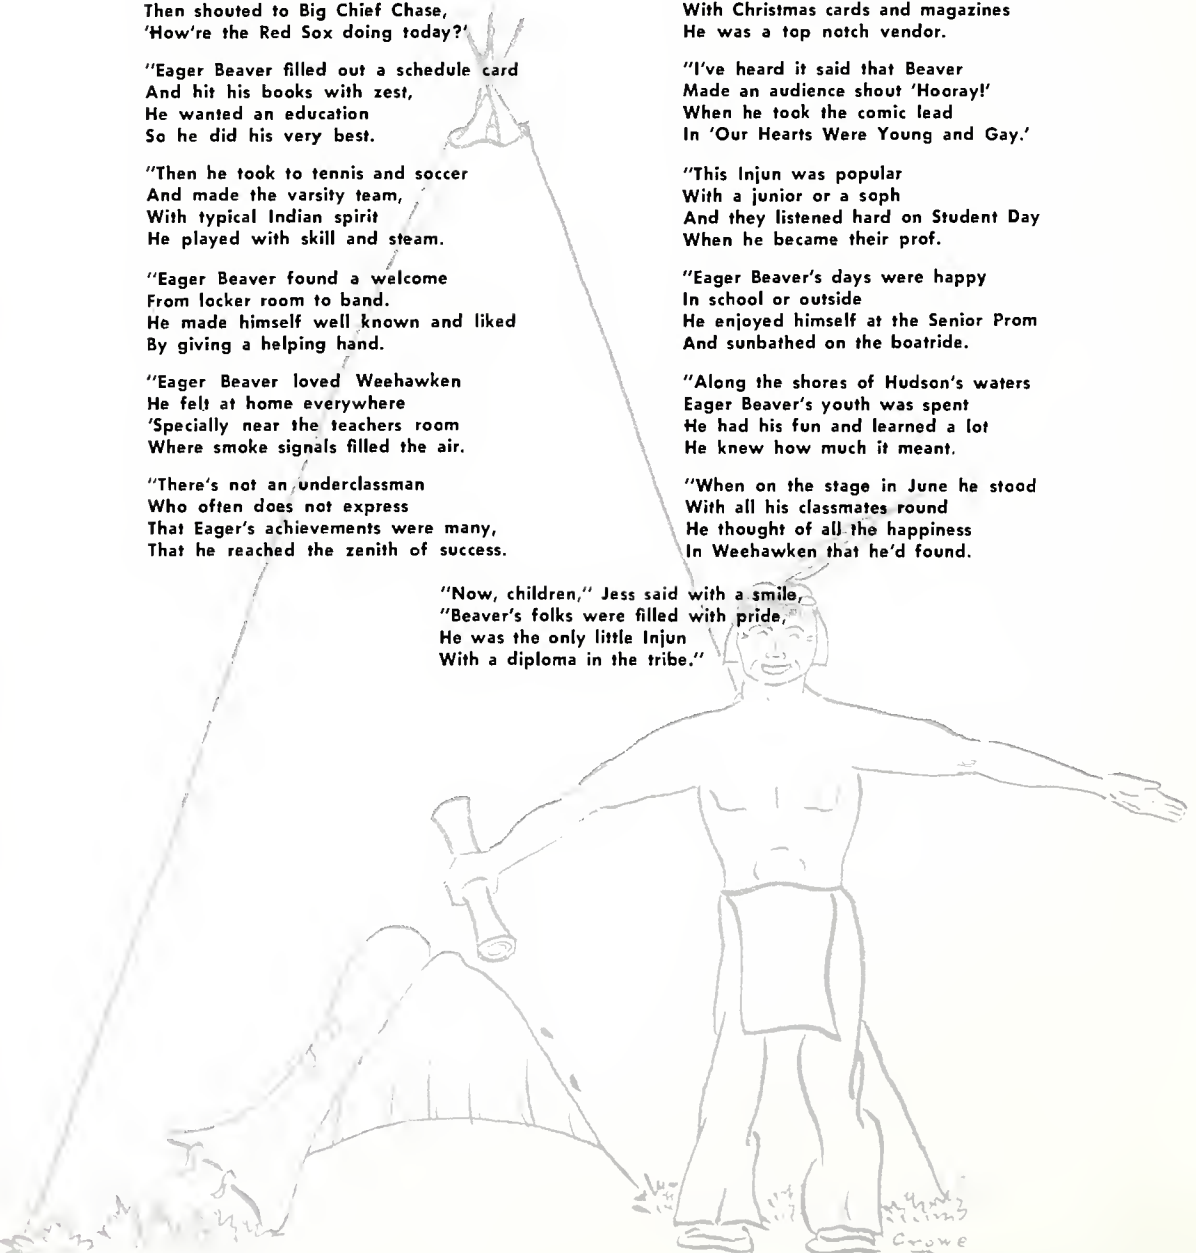 Then shouted to Big Chief Chase,
'How're the Red Sox doing today?'
"Eager Beaver filled out a schedule card
And hit his books with zest,
He wanted an education
So he did his very best.
"Then he took to tennis and soccer
And made the varsity team,
With typical Indian spirit
He played with skill and steam.
"Eager Beaver found a welcome
From locker room to band.
He made himself well known and liked
By giving a helping hand.
"Eager Beaver loved Weehawken
He felt at home everywhere
'Specially near the teachers room
Where smoke signals filled the air.
"There's not an underclassman
Who often does not express
That Eager's achievements were many,
That he reached the zenith of success.
With Christmas cards and magazines
He was a top notch vendor.
"I've heard it said that Beaver
Made an audience shout 'Hooray!'
When he took the comic lead
In 'Our Hearts Were Young and Gay.'
"This Injun was popular
With a junior or a soph
And they listened hard on Student Day
When he became their prof.
"Eager Beaver's days were happy
In school or outside
He enjoyed himself at the Senior Prom
And sunbathed on the boatride.
"Along the shores of Hudson's waters
Eager Beaver's youth was spent
He had his fun and learned a lot
He knew how much it meant.
"When on the stage in June he stood
With all his classmates round
He thought of all the happiness
In Weehawken that he'd found.
"Now, children," Jess said with a smile,
"Beaver's folks were filled with pride,
He was the only little Injun
With a diploma in the tribe."
Crowe